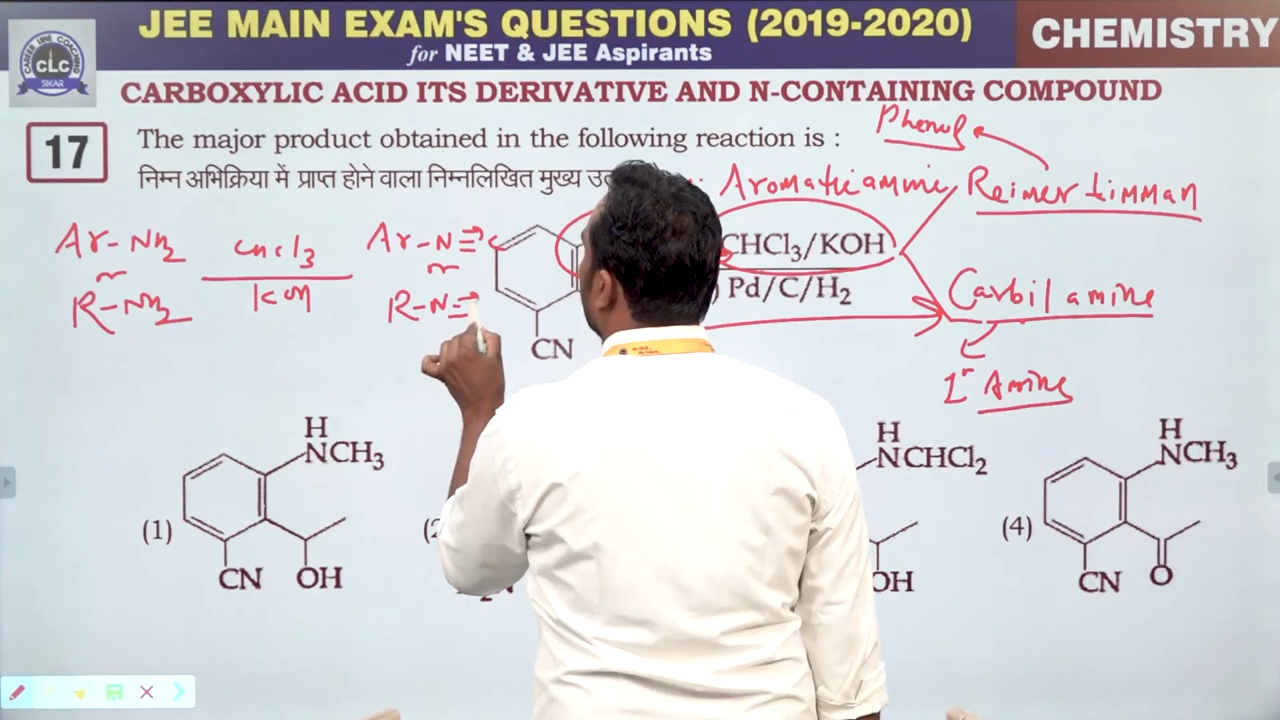 JEE MAIN EXAM'S QUESTIONS (2019-2020)
for NEET & JEE Aspirants
CHEMISTRY
CLC
SIKAR
CARBOXYLIC ACID ITS DERIVATIVE AND N-CONTAINING COMPOUND
17
The major product obtained in the following reaction is :
निम्न अभिक्रिया में प्राप्त होने वाला निम्नलिखित मुख्य
Phenol
Aromatic amine
Reimer timman
Ar-NH2
CHCl3
KOH
R-NH2
Ar-N
R-N
CHCl3/KOH
Pd/C/H2
CN
Carbil amine
1° Amine
(1)
H
NCH3
CN
OH
H
NCHCl2
OH
(4)
H
NCH3
CN
O